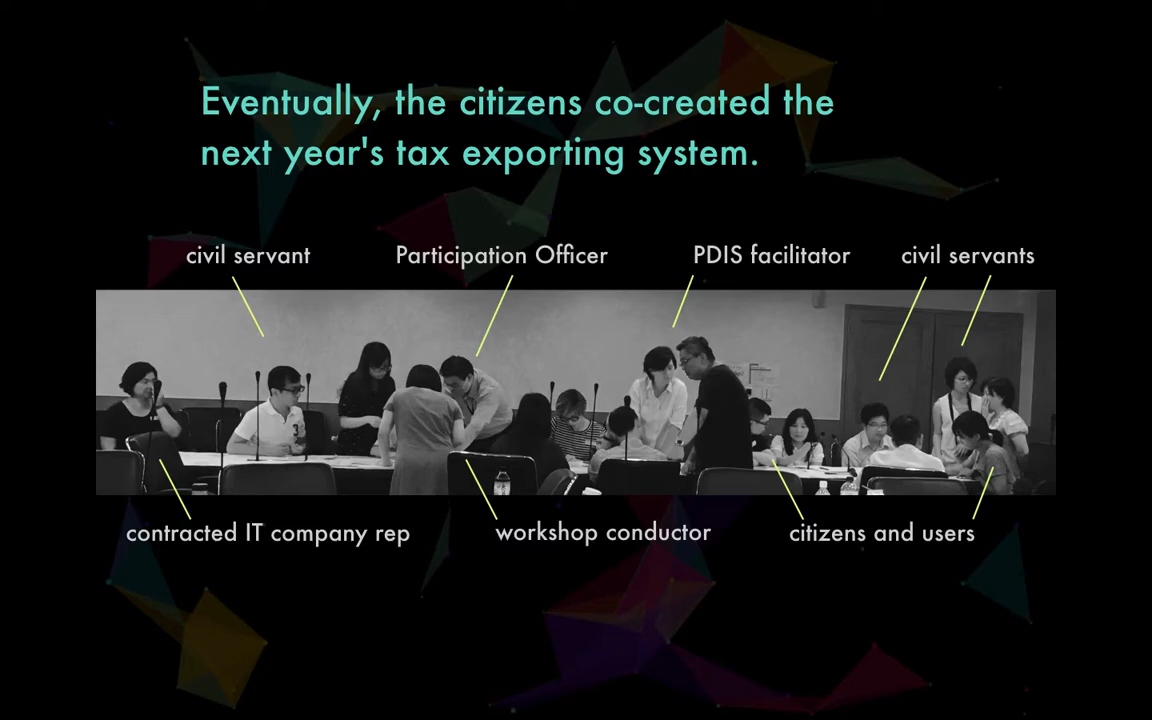 Eventually, the citizens co-created the
next year's tax exporting system.
civil servant
Participation Officer
PDIS facilitator
civil servants
contracted IT company rep
workshop conductor
citizens and users